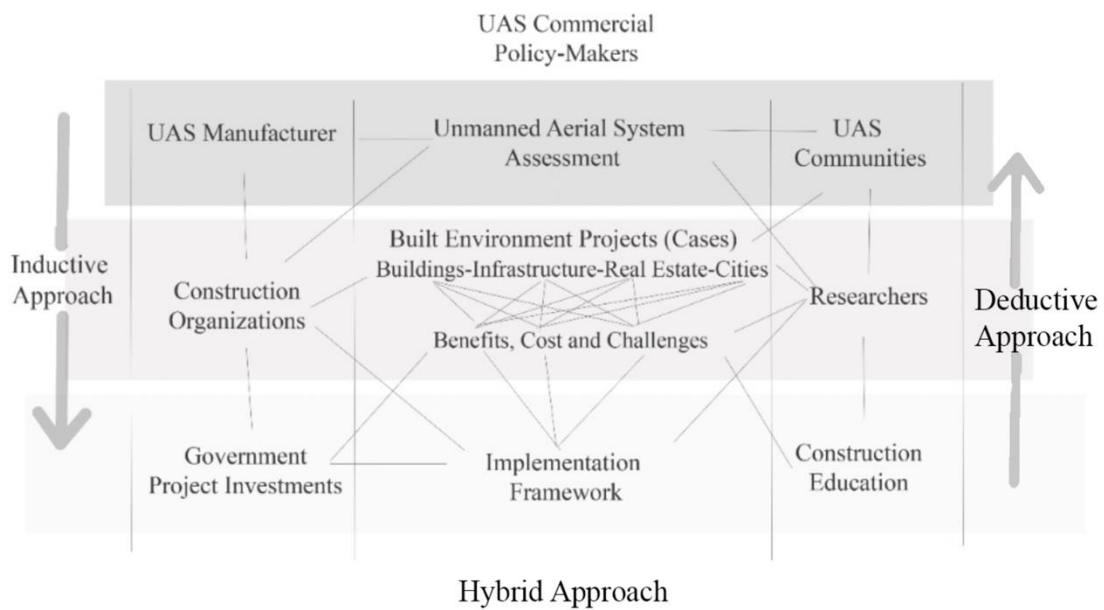 UAS Commercial
Policy-Makers
UAS Manufacturer
Unmanned Aerial System
Assessment
UAS
Communities
Inductive
Approach
Construction
Organizations
Built Environment Projects (Cases)
Buildings-Infrastructure-Real Estate-Cities
Benefits, Cost and Challenges
Researchers
Deductive
Approach
Government
Project Investments
Implementation
Framework
Construction
Education
Hybrid Approach